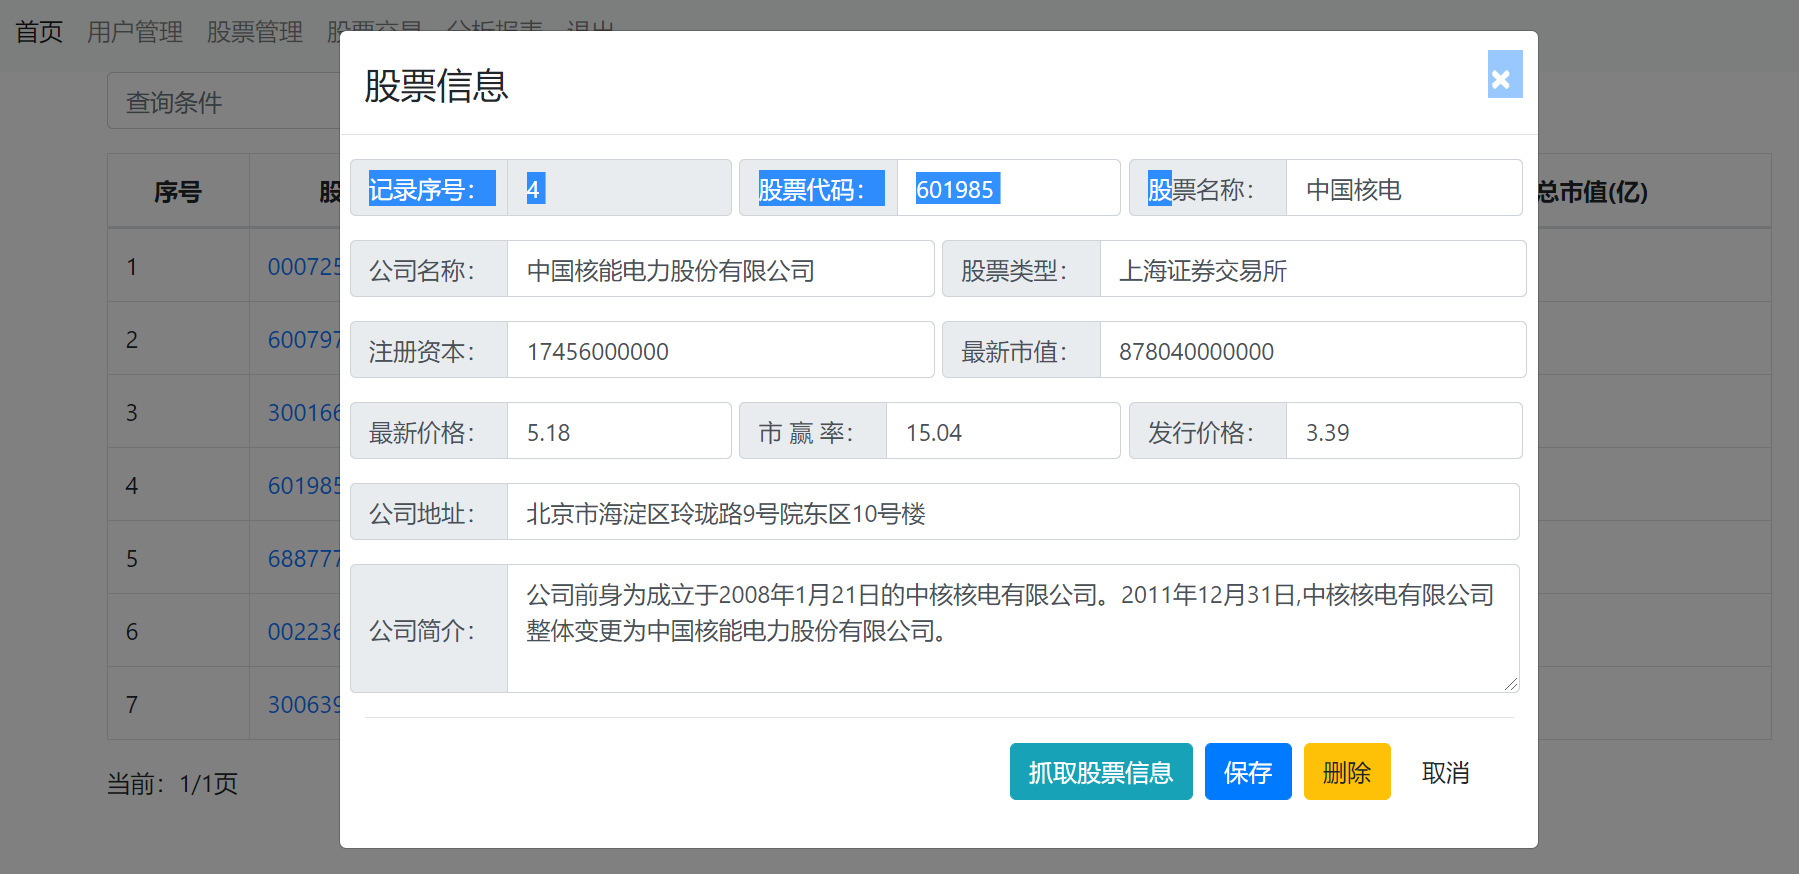 首页 用户管理 股票管理
股票信息 ×
查询条件
序号 股 总市值(亿)
记录序号： 4 股票代码： 601985 股票名称： 中国核电
公司名称： 中国核能电力股份有限公司 股票类型： 上海证券交易所
1 000725
2 600797
注册资本： 17456000000 最新市值： 878040000000
3 300166
最新价格： 5.18 市 赢 率： 15.04 发行价格： 3.39
4 601985
公司地址： 北京市海淀区玲珑路9号院东区10号楼
5 688777
公司简介： 公司前身为成立于2008年1月21日的中核核电有限公司。2011年12月31日,中核核电有限公司
整体变更为中国核能电力股份有限公司。
6 002236
7 300639
当前：1/1页
抓取股票信息 保存 删除 取消